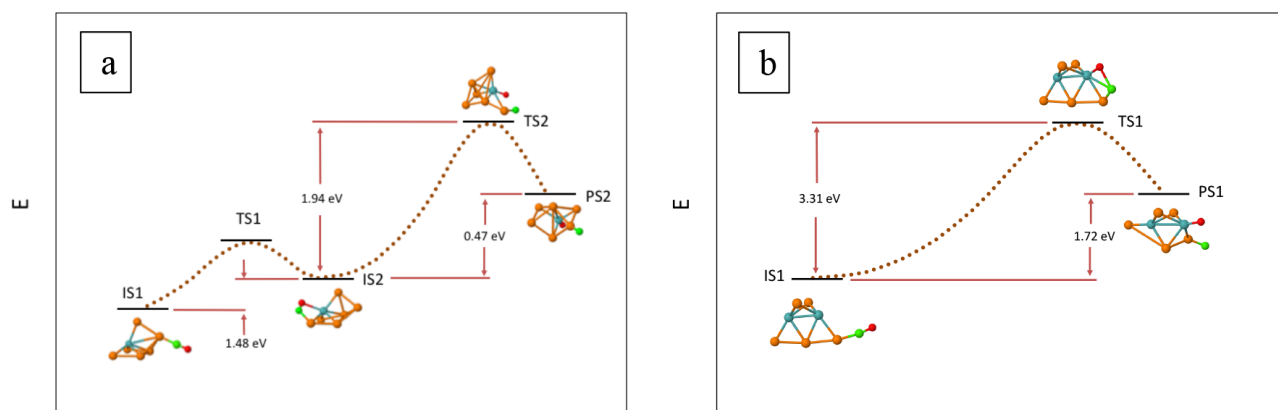 a
E
IS1
TS1
IS2
TS2
PS2
1.48 eV
1.94 eV
0.47 eV
b
E
IS1
TS1
PS1
3.31 eV
1.72 eV